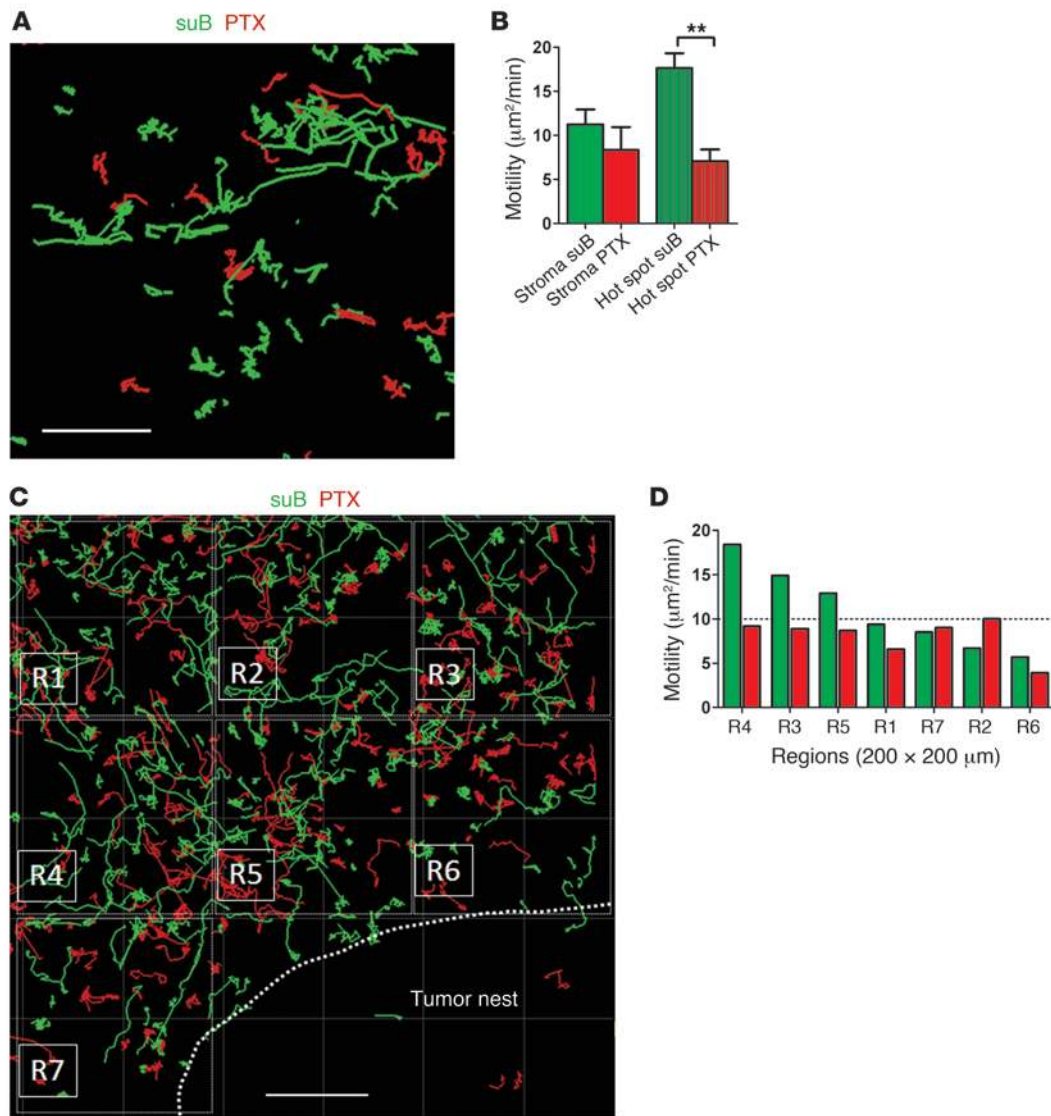 A
suB PTX
B
**
Motility (µm²/min)
20
15
10
5
0
Stroma suB
Stroma PTX
Hot spot suB
Hot spot PTX
C
suB PTX
R1
R2
R3
R4
R5
R6
R7
Tumor nest
D
Motility (µm²/min)
20
15
10
5
0
R4 R3 R5 R1 R7 R2 R6
Regions (200 × 200 µm)